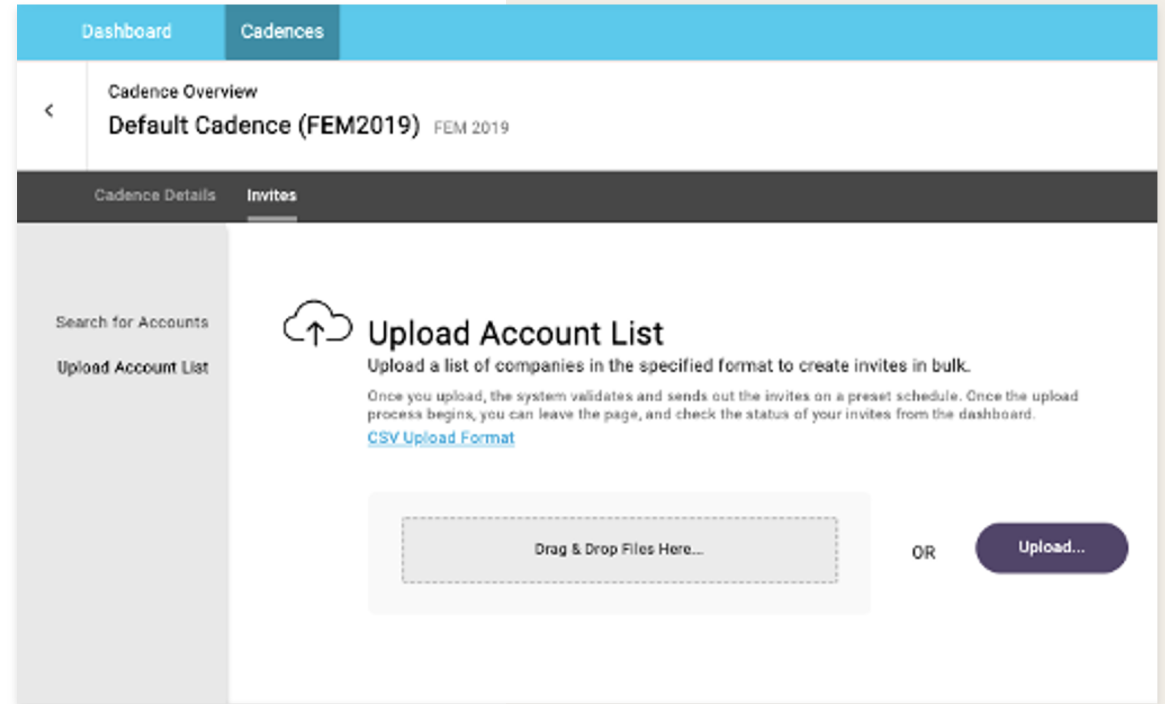 Dashboard
Cadences
Cadence Overview
Default Cadence (FEM2019) FEM 2019
Cadence Details
Invites
Search for Accounts
Upload Account List
Upload Account List
Upload a list of companies in the specified format to create invites in bulk.
Once you upload, the system validates and sends out the invites on a preset schedule. Once the upload
process begins, you can leave the page, and check the status of your invites from the dashboard.
CSV Upload Format
Drag & Drop Files Here...
OR
Upload...